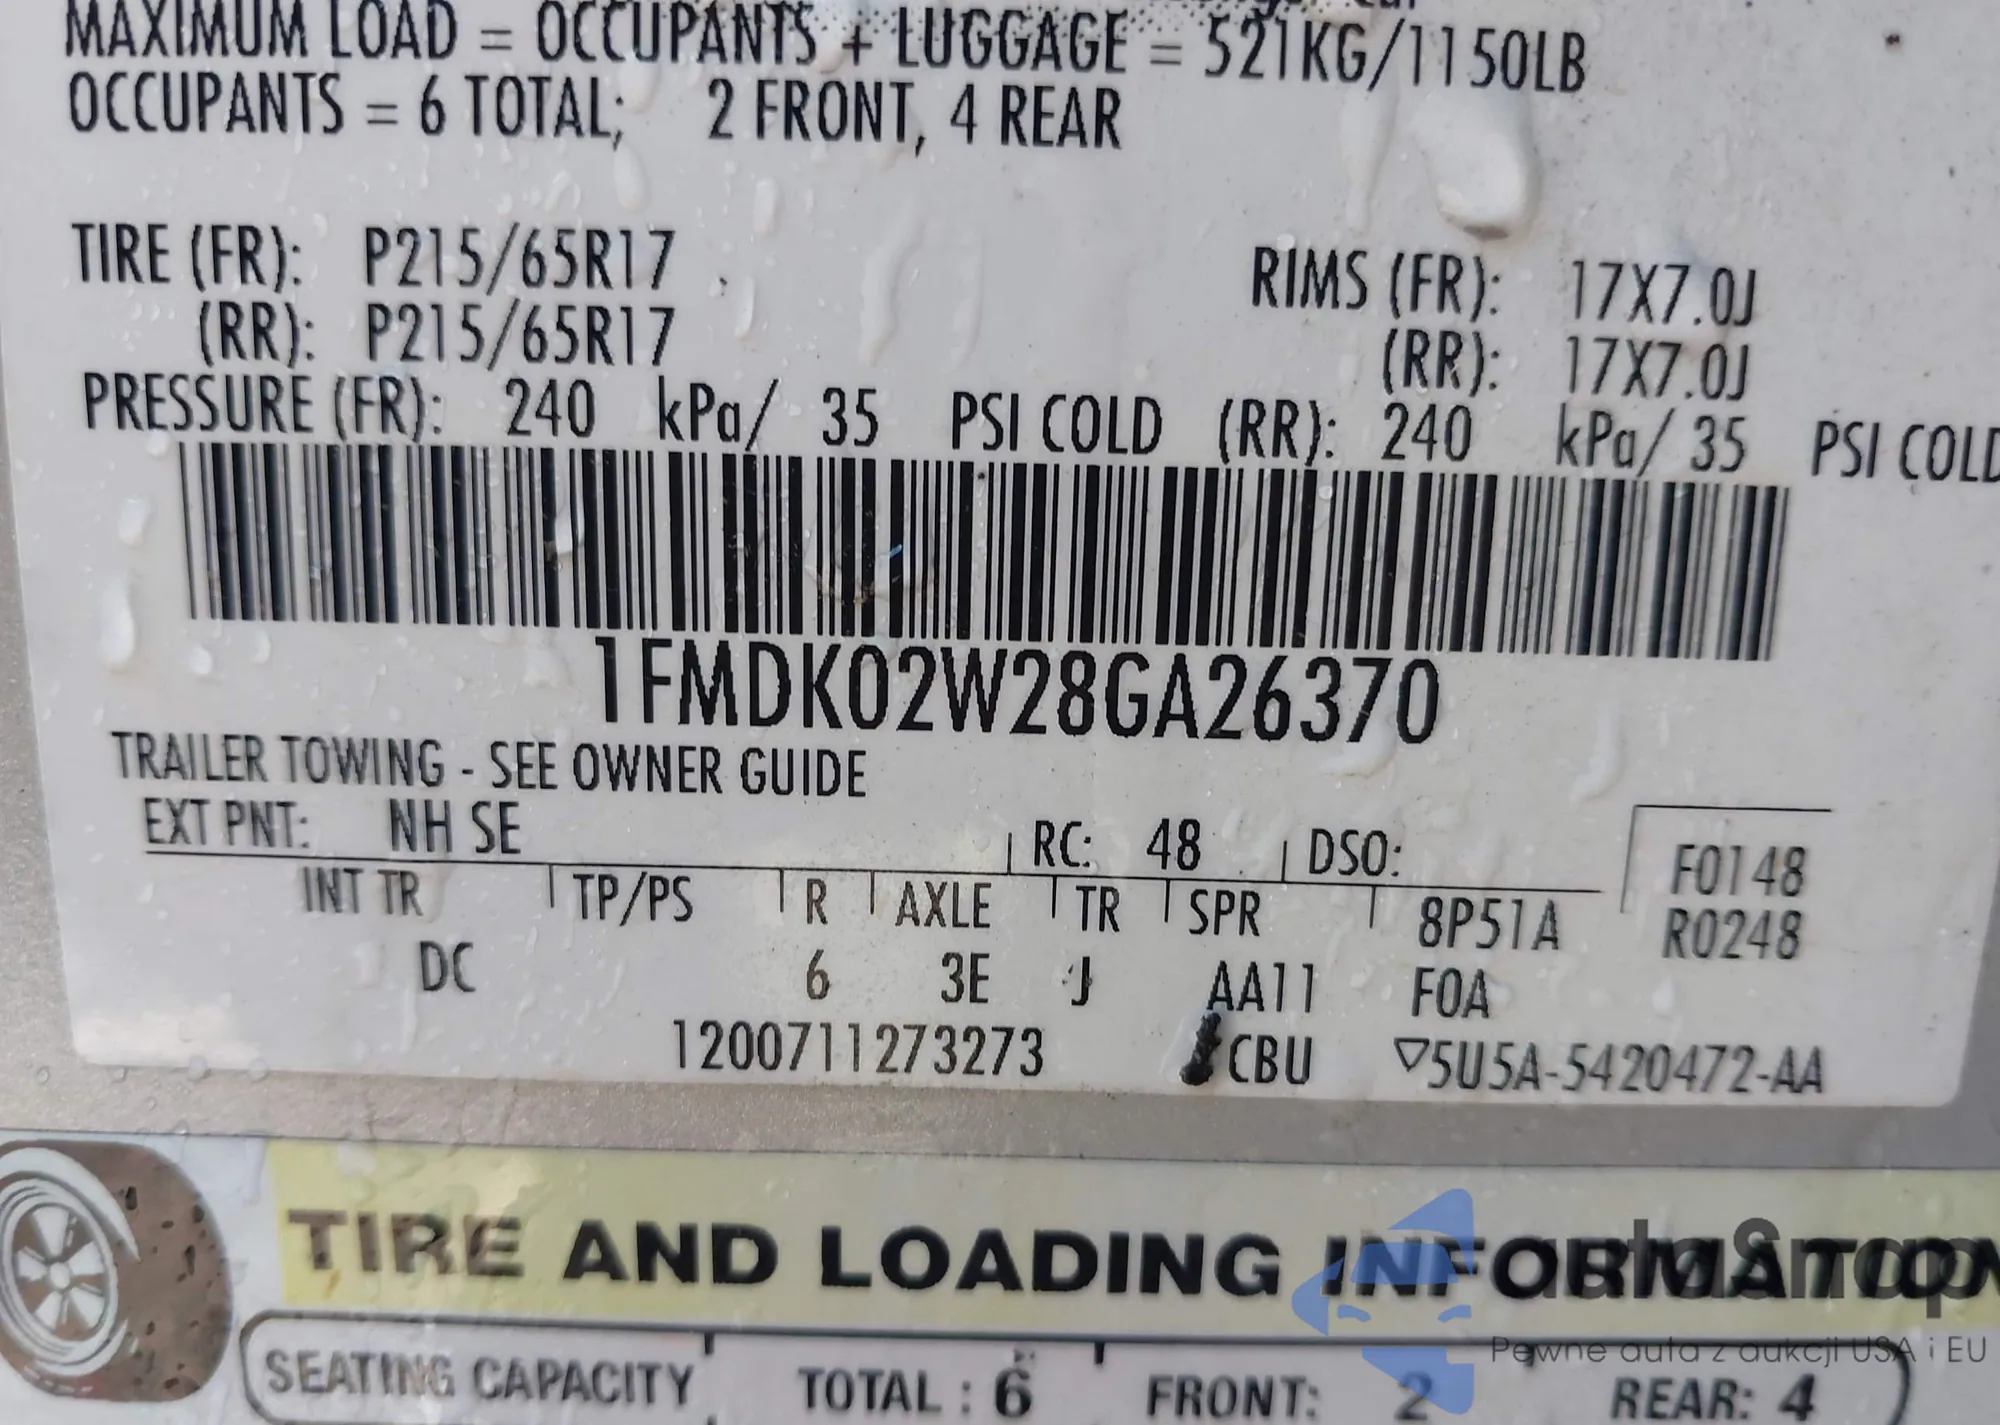 MAXIMUM LOAD = OCCUPANTS + LUGGAGE = 521KG/1150LB
OCCUPANTS = 6 TOTAL; 2 FRONT, 4 REAR
TIRE (FR): P215/65R17 RIMS (FR): 17X7.0J
(RR): P215/65R17 (RR): 17X7.0J
PRESSURE (FR): 240 kPa/ 35 PSI COLD (RR): 240 kPa/ 35 PSI COLD
1FMDK02W28GA26370
TRAILER TOWING - SEE OWNER GUIDE
EXT PNT: NH SE RC: 48 DSO: F0148
INT TR TP/PS R AXLE TR SPR 8P51A R0248
DC 6 3E J AA11 F0A
1200711273273 CBU ▽5U5A-5420472-AA
TIRE AND LOADING INFORMATION
autoSnap
Pewne auta z aukcji USA i EU
SEATING CAPACITY TOTAL : 6 FRONT: 2 REAR: 4